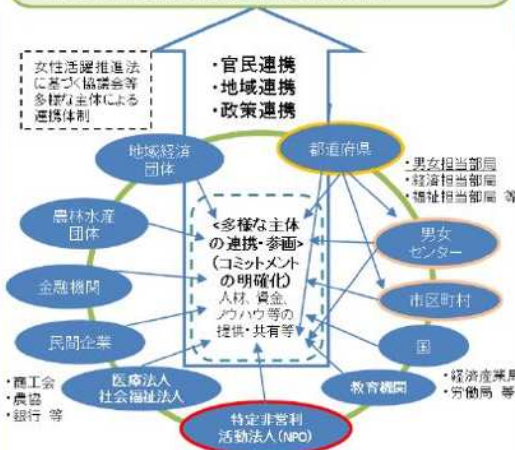 女性活躍推進法
に基づく協議会等
多様な主体による
連携体制
・官民連携
・地域連携
・政策連携
地域経済
団体
都道府県
・男女担当部局
・経済担当部局
・福祉担当部局 等
農林水産
団体
<多様な主体
の連携・参画>
(コミットメント
の明確化)
人材、資金、
ノウハウ等の
提供・共有等
男女
センター
金融機関
市区町村
民間企業
国
・商工会
・農協
・銀行 等
医療法人
社会福祉法人
教育機関
・経済産業局
・労働局 等
特定非営利
活動法人(NPO)